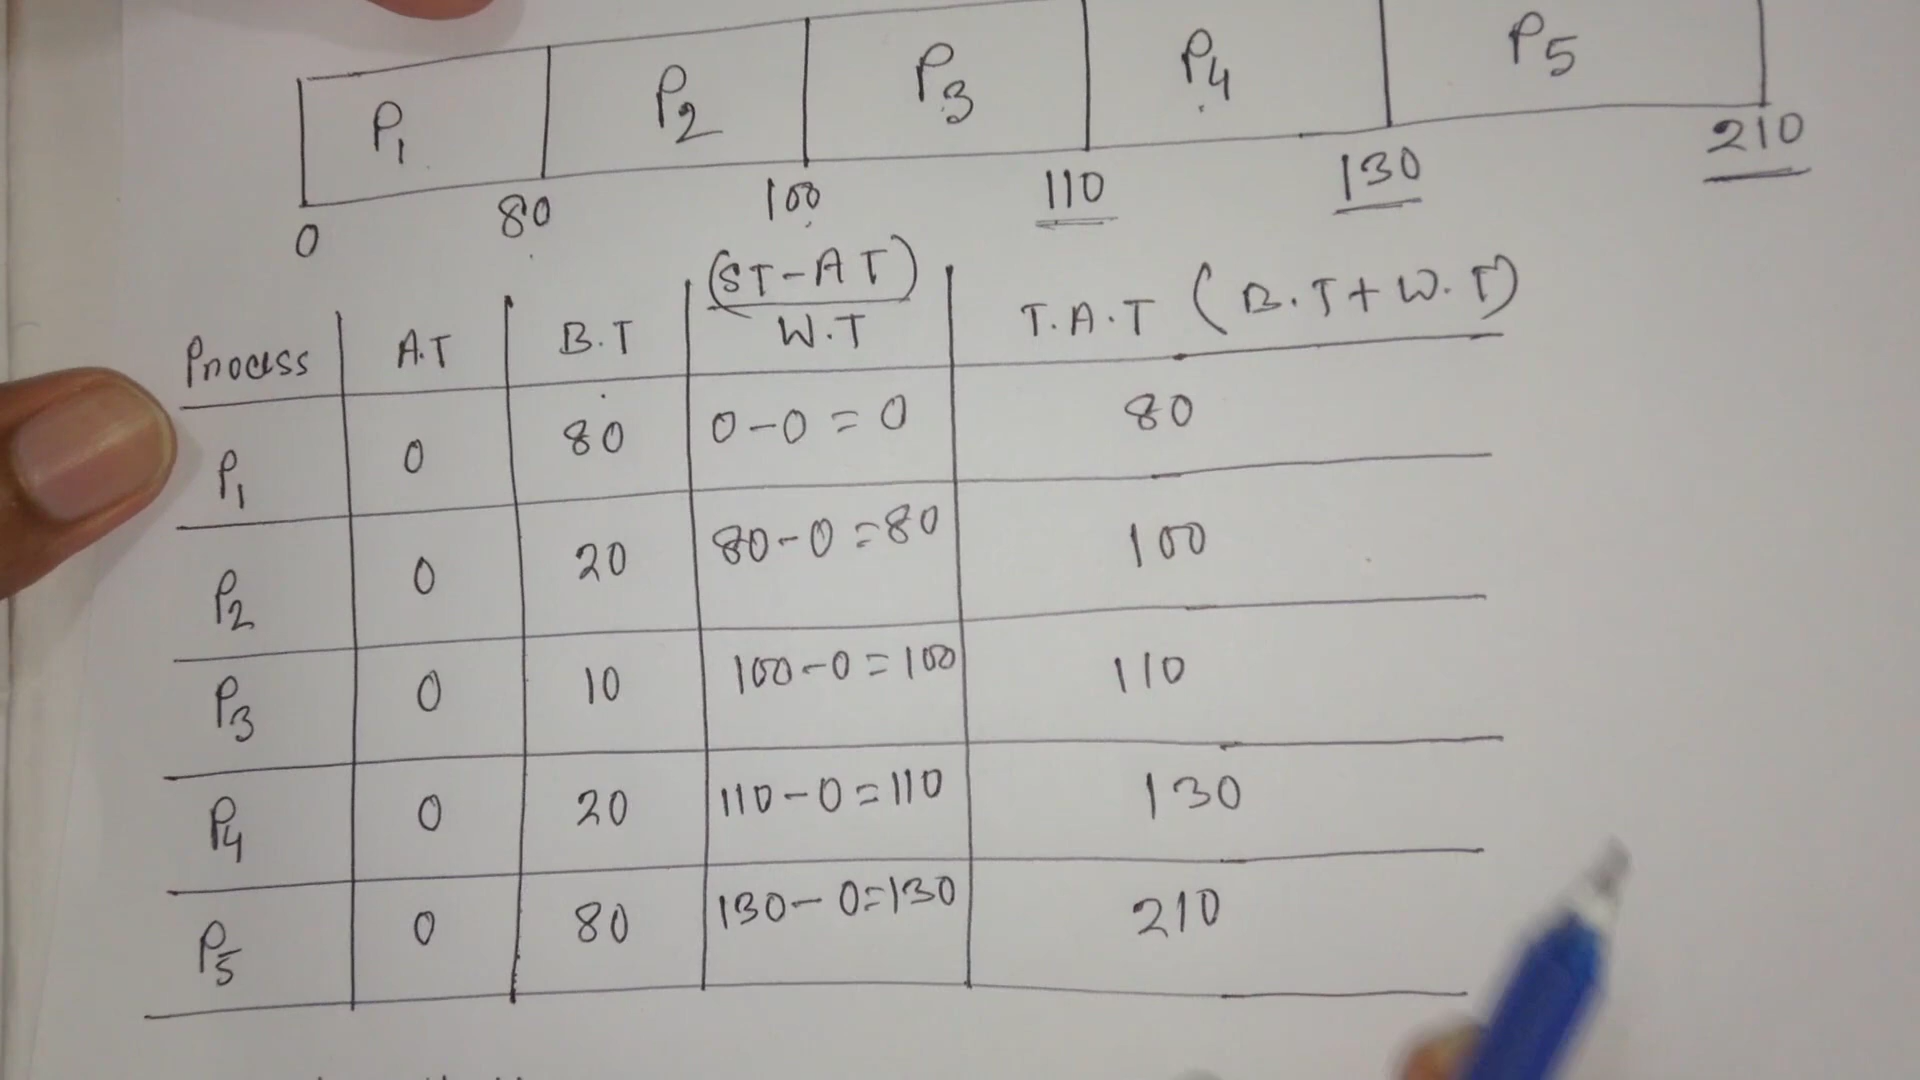 P1 P2 P3 P4 P5
0 80 100 110 130 210
Process A.T B.T (ST-AT) W.T T.A.T (B.T+W.T)
P1 0 80 0-0=0 80
P2 0 20 80-0=80 100
P3 0 10 100-0=100 110
P4 0 20 110-0=110 130
P5 0 80 130-0=130 210